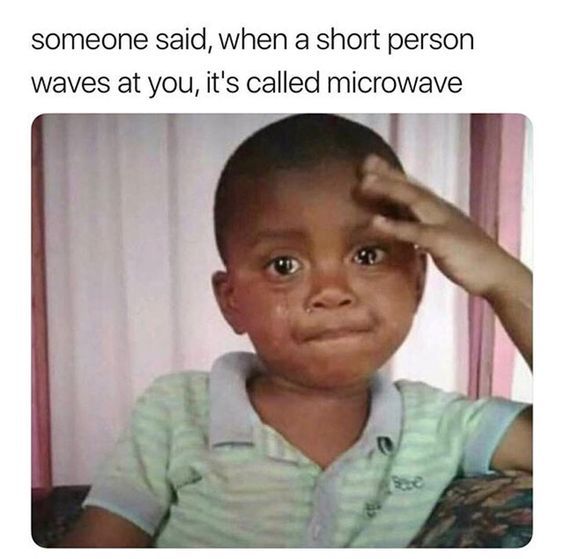 someone said, when a short person
waves at you, it's called microwave